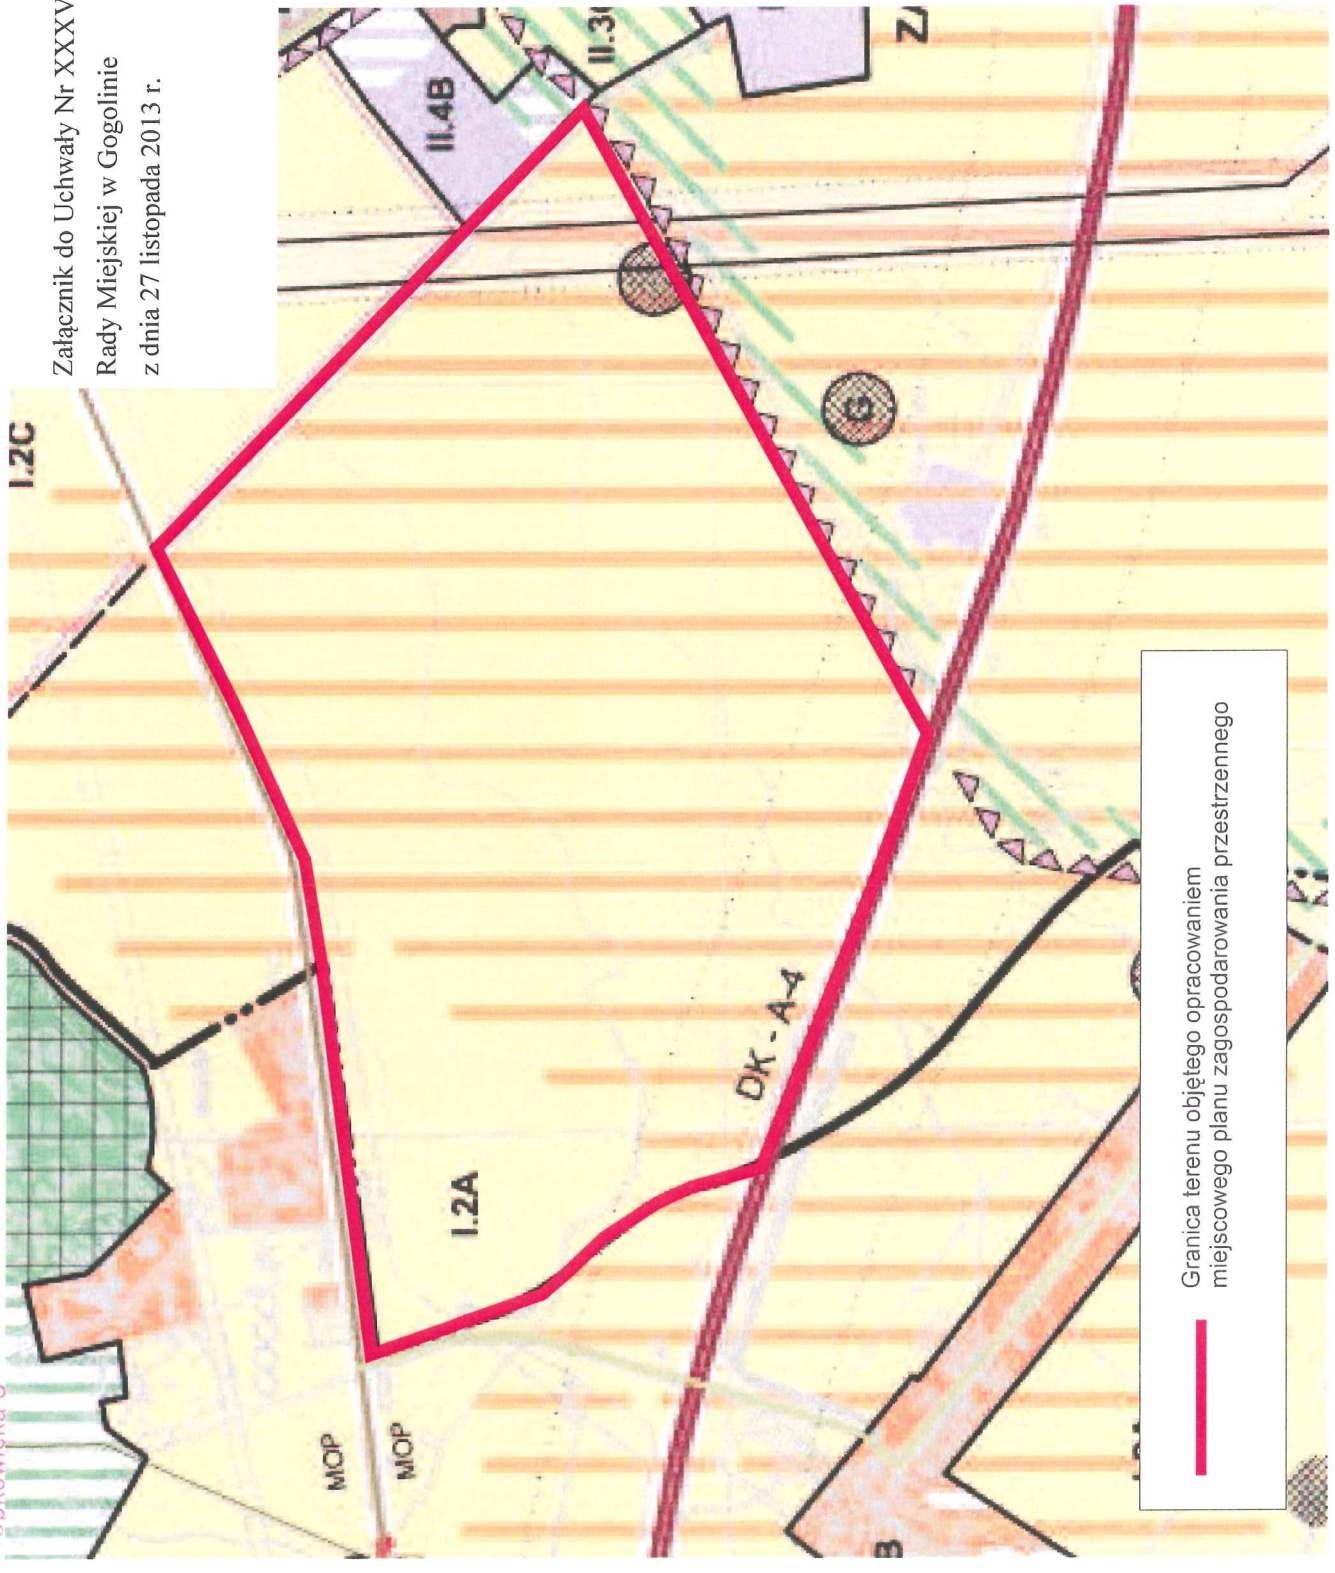 Załącznik do Uchwały Nr XXXV
Rady Miejskiej w Gogolinie
z dnia 27 listopada 2013 r.
I.2C
II.4B
G
I.2A
DK - A-4
MOP
MOP
B
Granica terenu objętego opracowaniem
miejscowego planu zagospodarowania przestrzennego